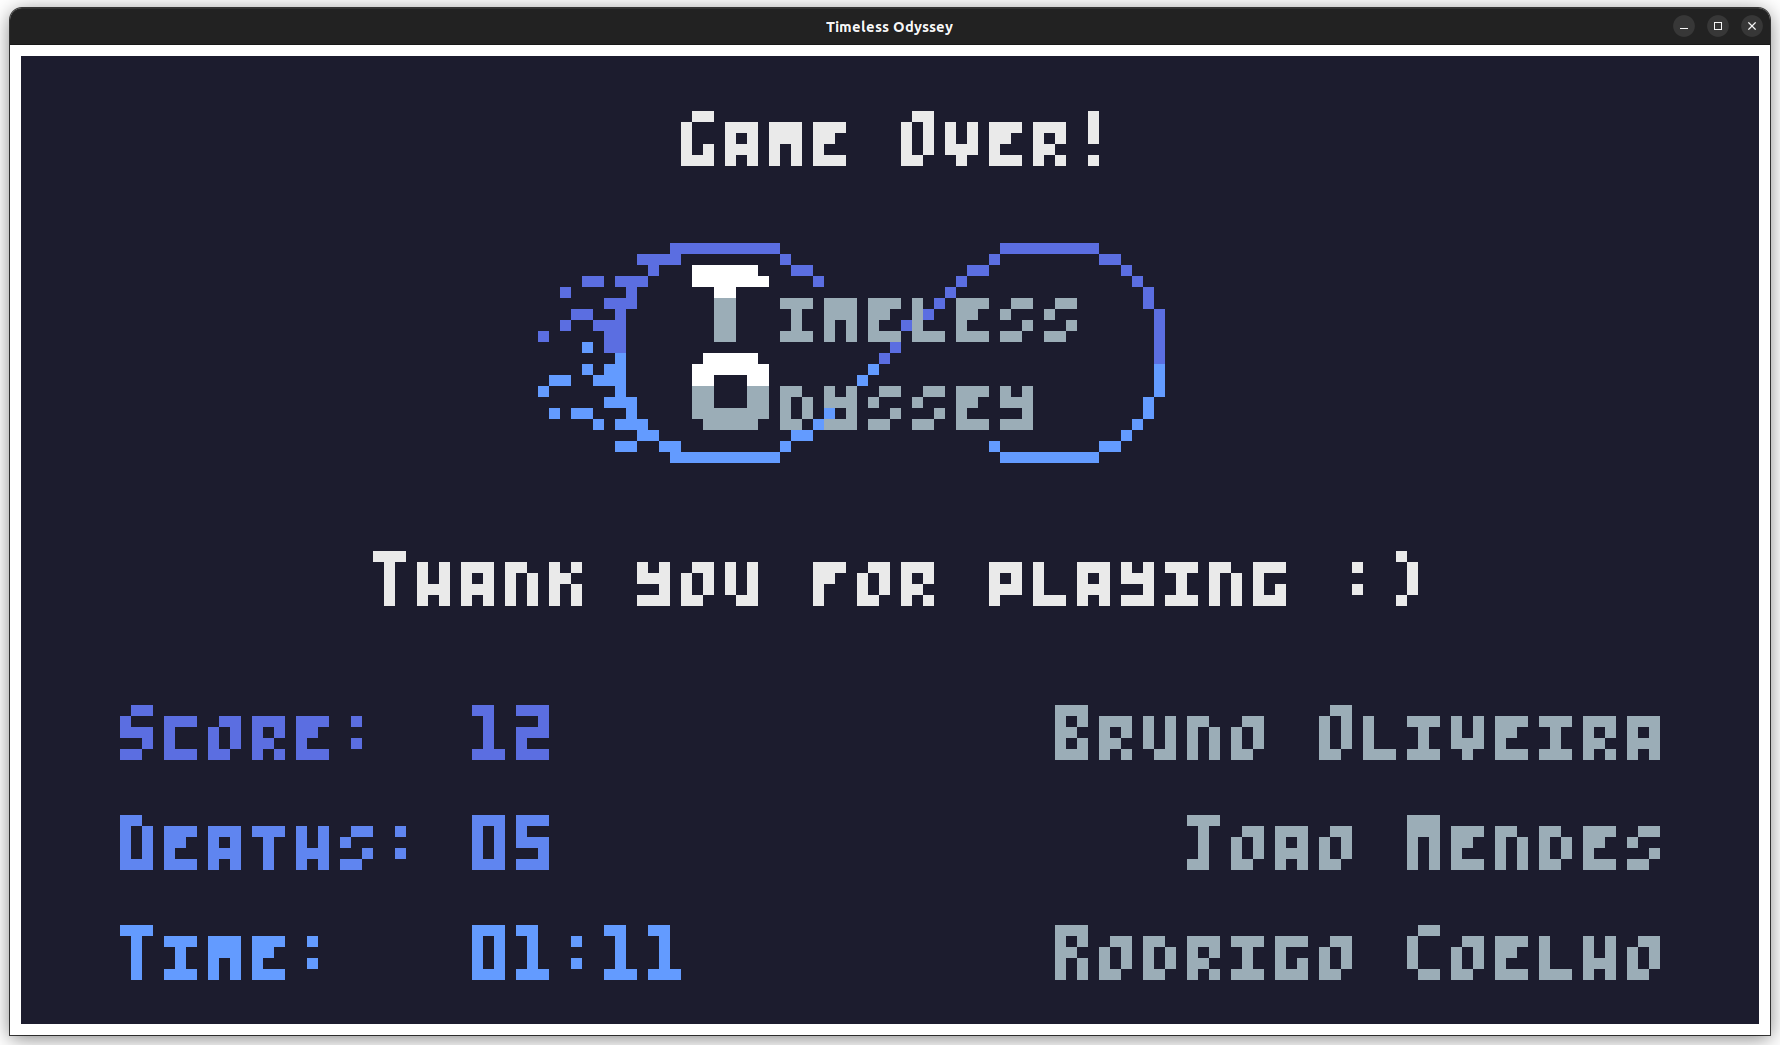 Timeless Odyssey
Game Over!
Timeless
Odyssey
Thank you for playing :)
Score: 12
Bruno Oliveira
Deaths: 05
Joao Mendes
Time: 01:11
Rodrigo Coelho